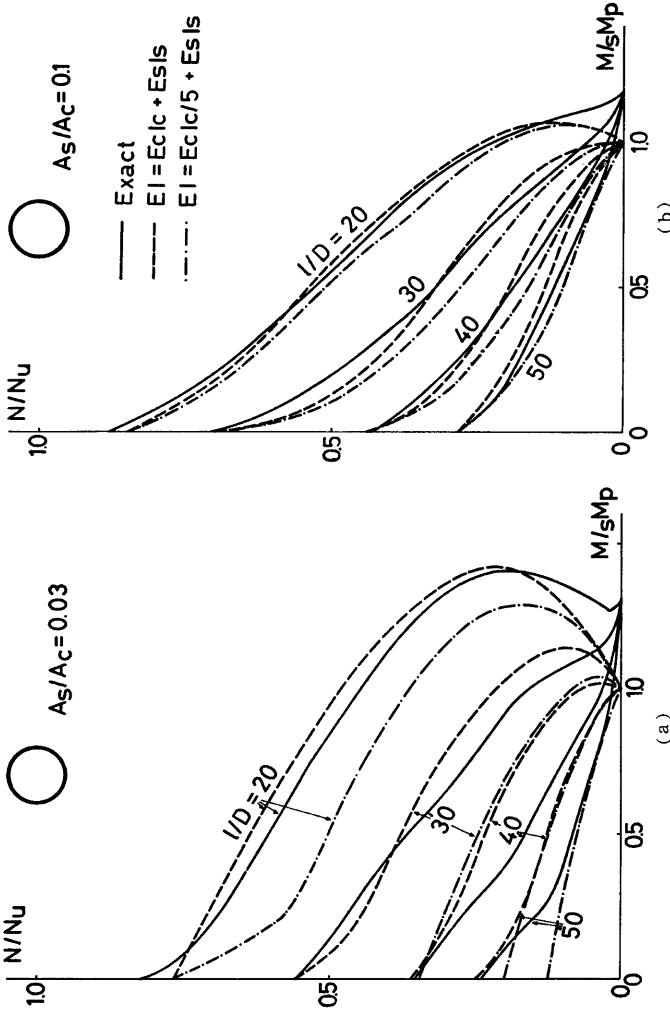 N/Nu
1.0
0.5
0
0
0.5
1.0
M/sMp
As/Ac=0.03
l/D = 20
30
40
50
(a)
N/Nu
1.0
0.5
0
0
0.5
1.0
M/sMp
As/Ac=0.1
Exact
EI = EcIc + EsIs
EI = EcIc/5 + EsIs
l/D = 20
30
40
50
(b)